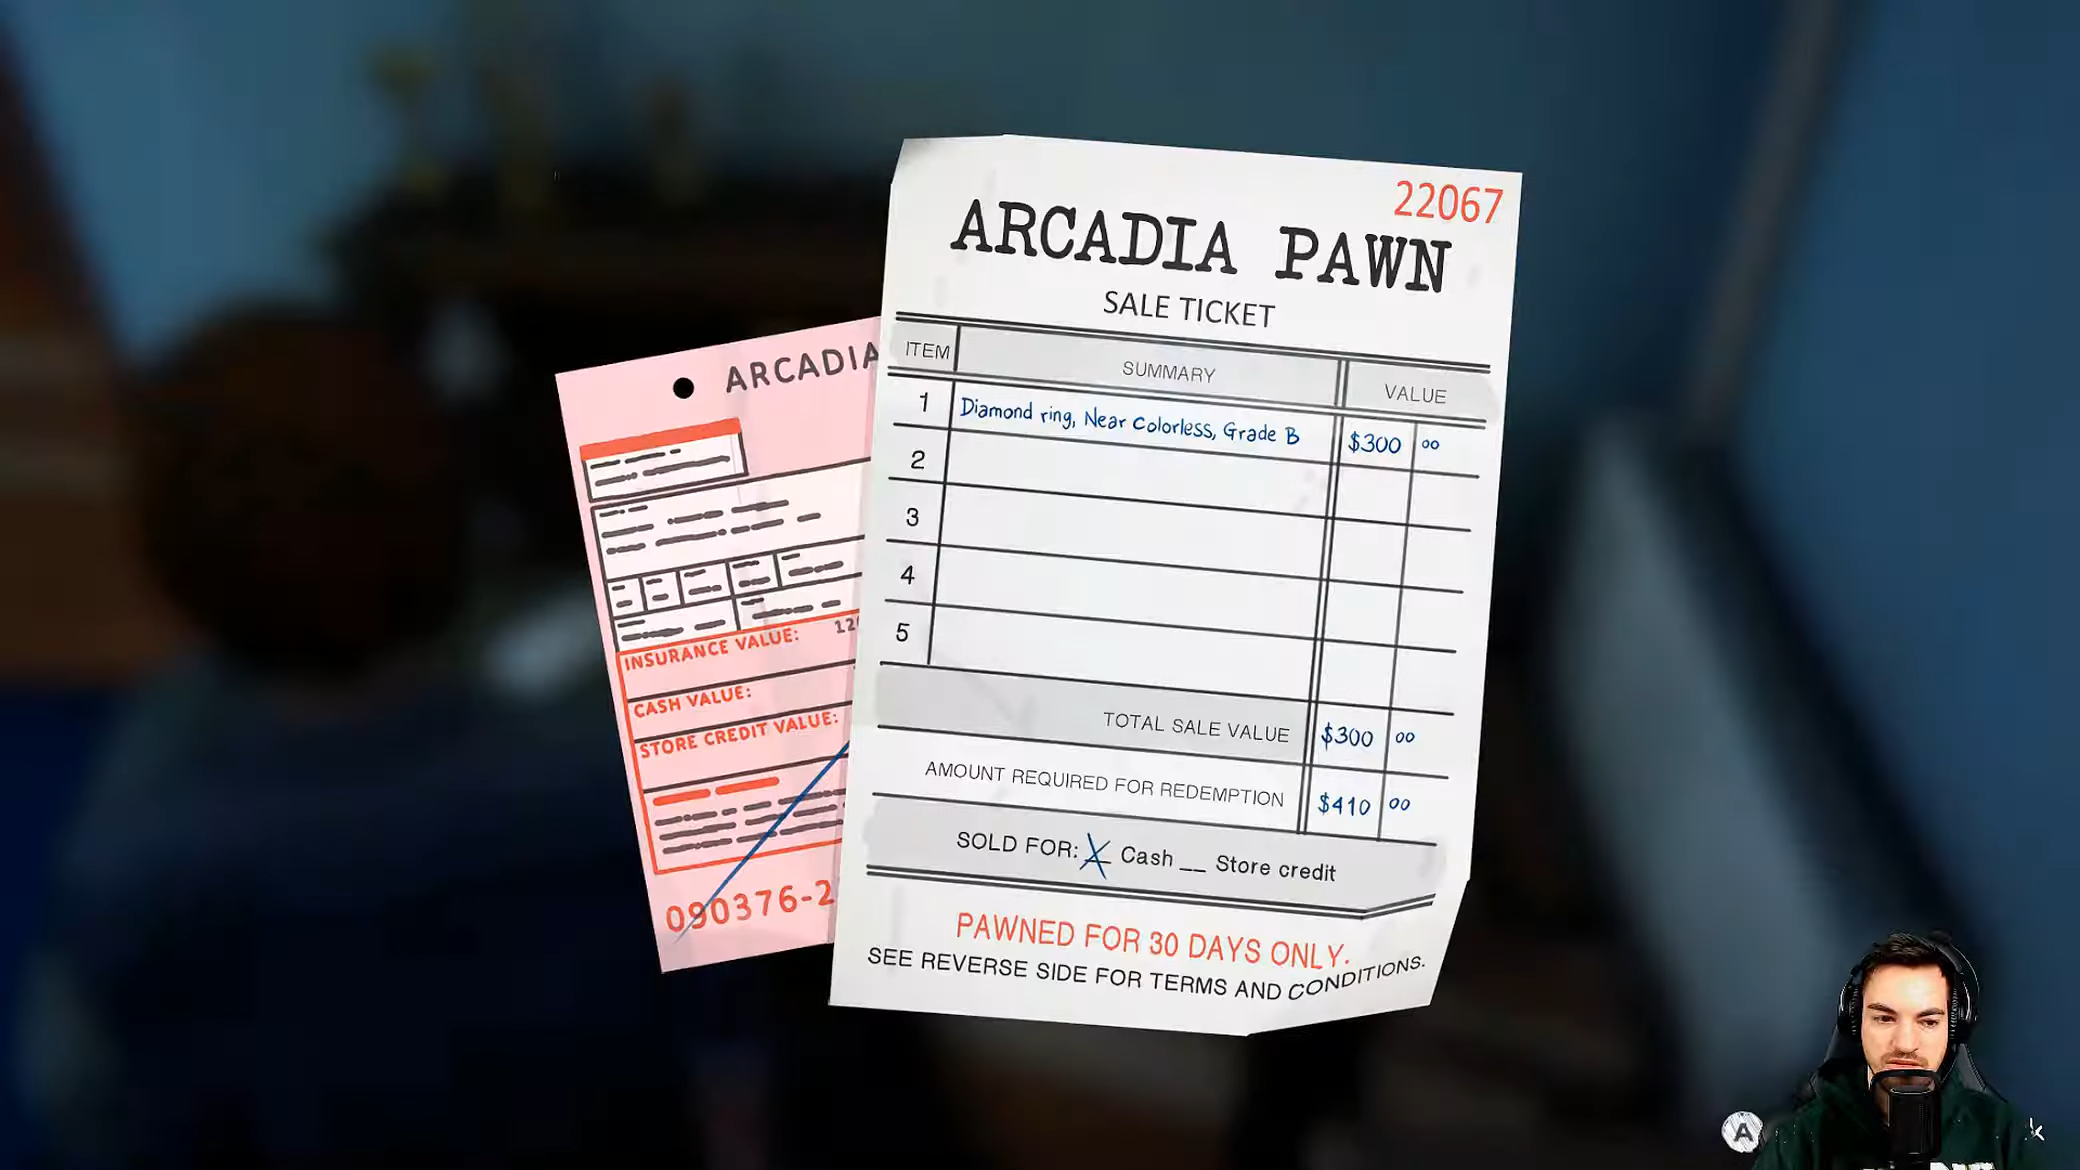 22067
ARCADIA PAWN
SALE TICKET
ITEM SUMMARY VALUE
1 Diamond ring, Near Colorless, Grade B $300 00
2
3
4
5
TOTAL SALE VALUE $300 00
AMOUNT REQUIRED FOR REDEMPTION $410 00
SOLD FOR: X Cash __ Store credit
PAWNED FOR 30 DAYS ONLY.
SEE REVERSE SIDE FOR TERMS AND CONDITIONS.
ARCADIA
INSURANCE VALUE:
CASH VALUE:
STORE CREDIT VALUE:
090376-2
A